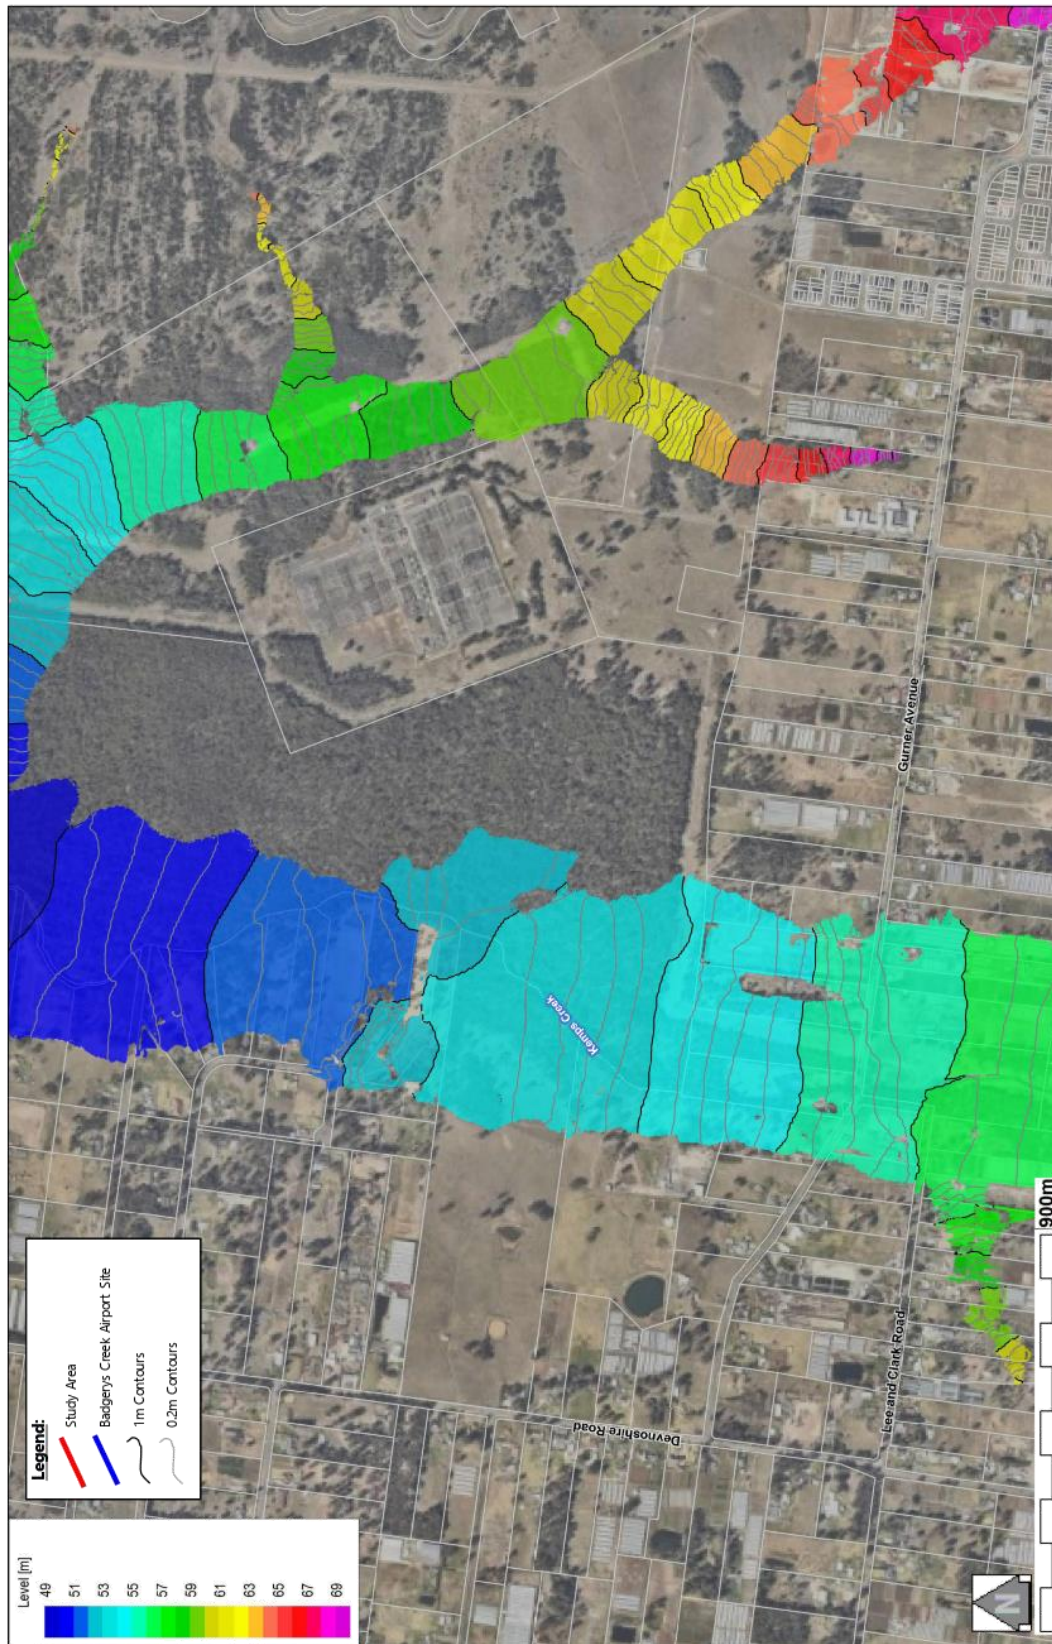 Level [m]
49
51
53
55
57
59
61
63
65
67
69
Legend:
Study Area
Badgerys Creek Airport Site
1m Contours
0.2m Contours
Kemps Creek
Gurner Avenue
Devnoshire Road
Lee and Clark Road
N
900m